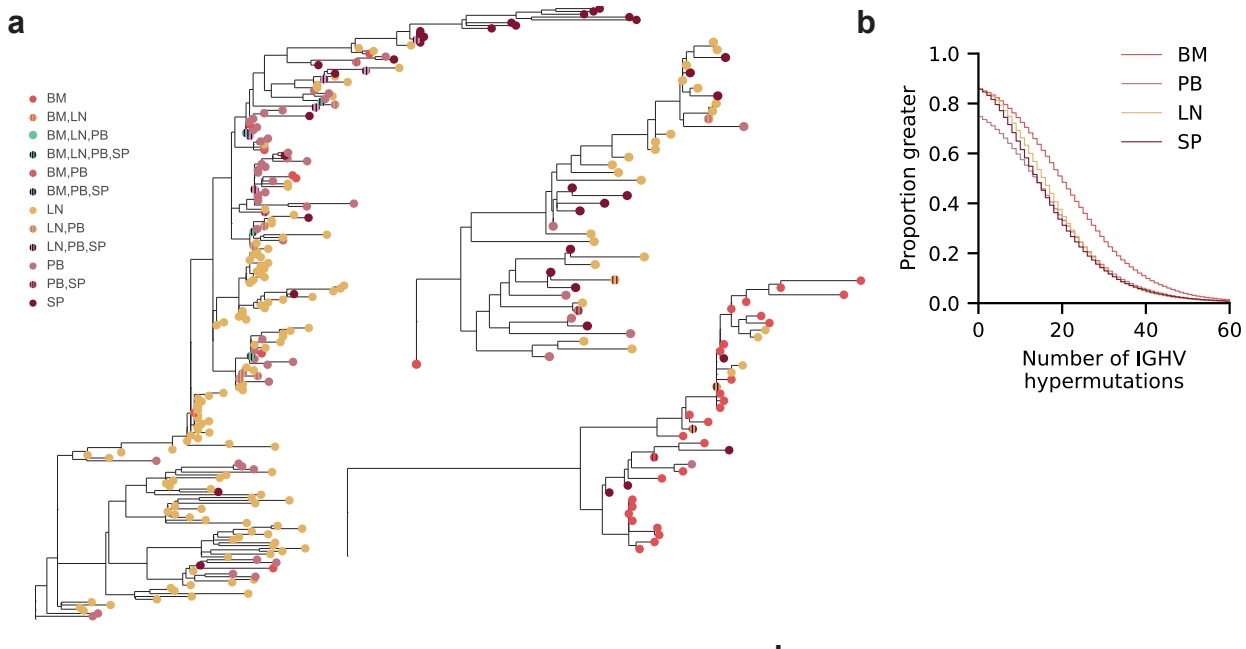 a
BM
BM,LN
BM,LN,PB
BM,LN,PB,SP
BM,PB
BM,PB,SP
LN
LN,PB
LN,PB,SP
PB
PB,SP
SP
b
1.0
0.8
0.6
0.4
0.2
0.0
Proportion greater
0
20
40
60
Number of IGHV
hypermutations
BM
PB
LN
SP